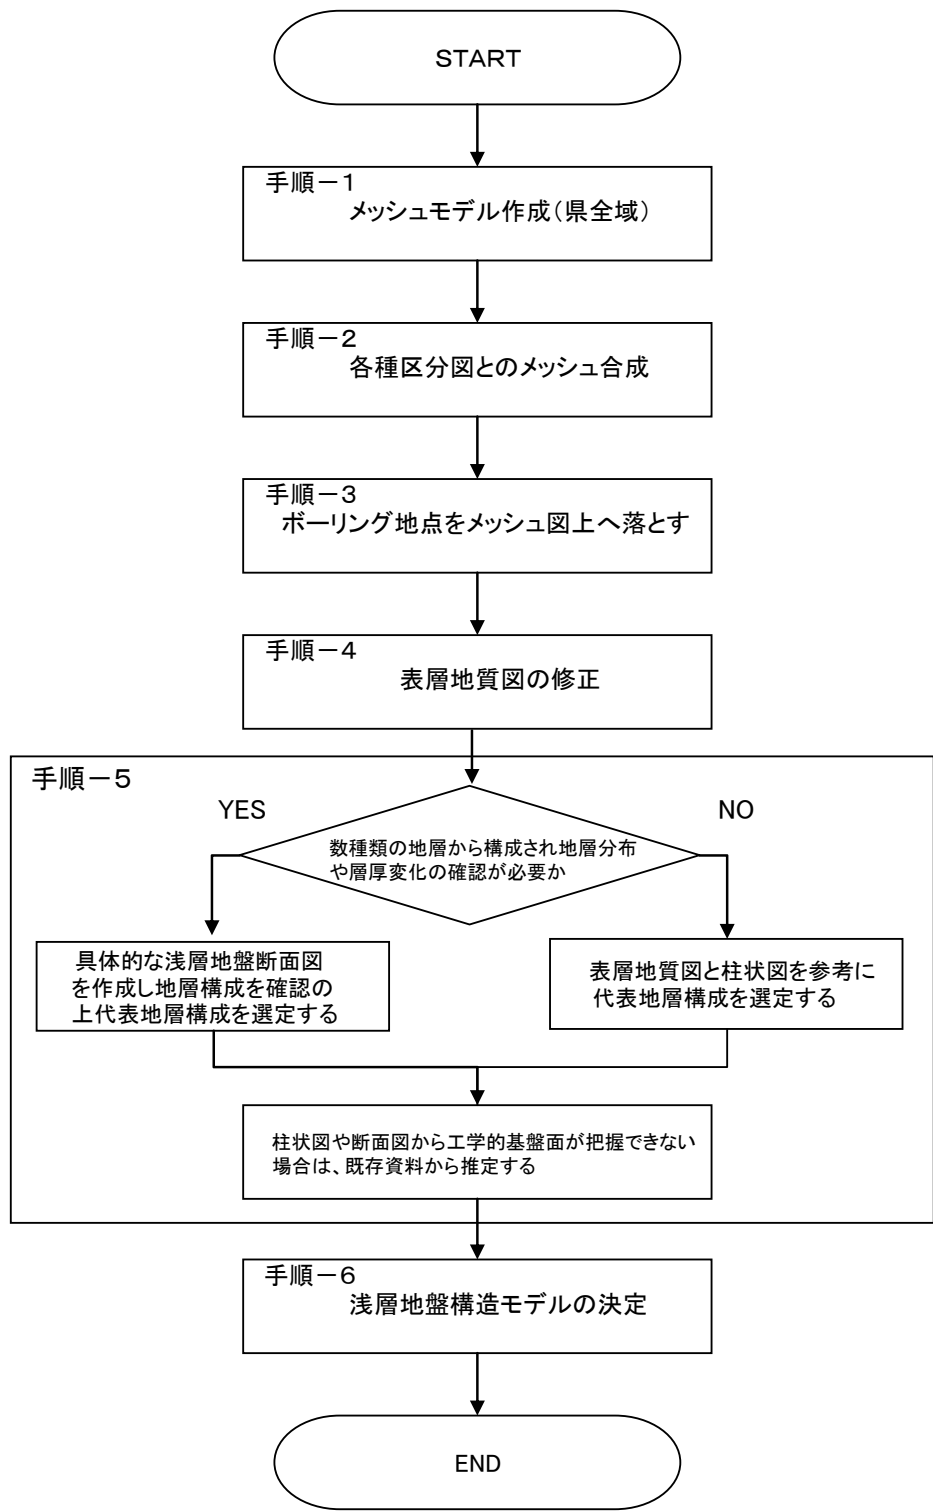 START
手順－1
メッシュモデル作成（県全域）
手順－2
各種区分図とのメッシュ合成
手順－3
ボーリング地点をメッシュ図上へ落とす
手順－4
表層地質図の修正
手順－5
YES
NO
数種類の地層から構成され地層分布
や層厚変化の確認が必要か
具体的な浅層地盤断面図
を作成し地層構成を確認の
上代表地層構成を選定する
表層地質図と柱状図を参考に
代表地層構成を選定する
柱状図や断面図から工学的基盤面が把握できない
場合は、既存資料から推定する
手順－6
浅層地盤構造モデルの決定
END